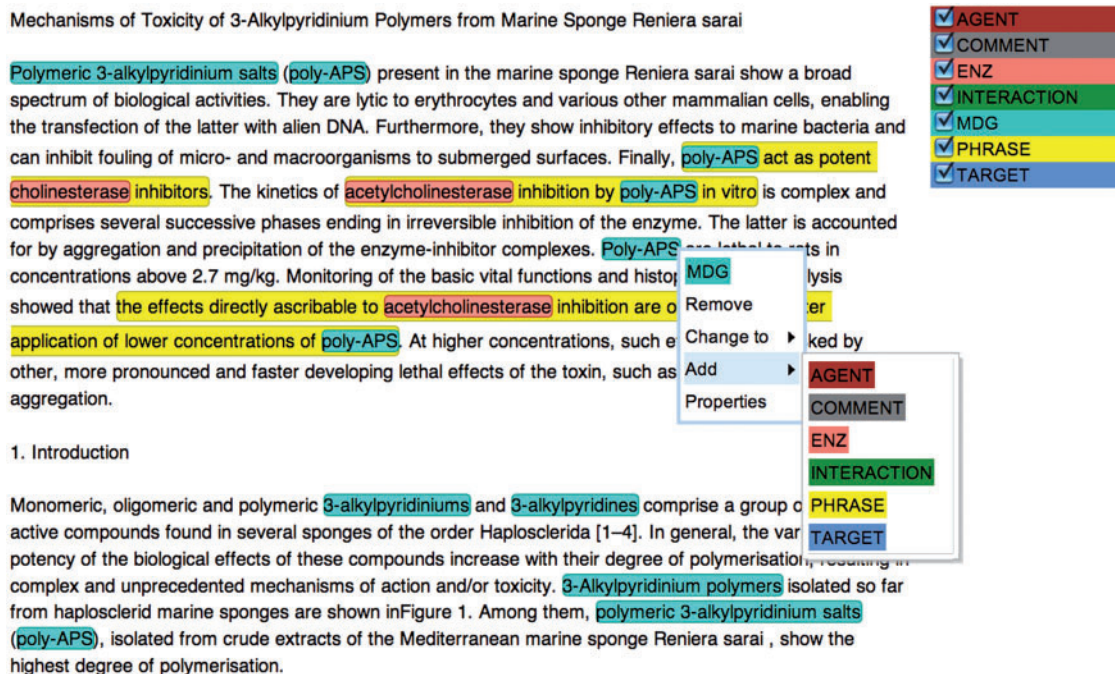 Mechanisms of Toxicity of 3-Alkylpyridinium Polymers from Marine Sponge Reniera sarai
AGENT
COMMENT
ENZ
INTERACTION
MDG
PHRASE
TARGET
Polymeric 3-alkylpyridinium salts (poly-APS) present in the marine sponge Reniera sarai show a broad
spectrum of biological activities. They are lytic to erythrocytes and various other mammalian cells, enabling
the transfection of the latter with alien DNA. Furthermore, they show inhibitory effects to marine bacteria and
can inhibit fouling of micro- and macroorganisms to submerged surfaces. Finally, poly-APS act as potent
cholinesterase inhibitors. The kinetics of acetylcholinesterase inhibition by poly-APS in vitro is complex and
comprises several successive phases ending in irreversible inhibition of the enzyme. The latter is accounted
for by aggregation and precipitation of the enzyme-inhibitor complexes. Poly-APS are lethal to rats in
concentrations above 2.7 mg/kg. Monitoring of the basic vital functions and
showed that the effects directly ascribable to acetylcholinesterase inhibition are
application of lower concentrations of poly-APS. At higher concentrations, such
other, more pronounced and faster developing lethal effects of the toxin, such as
aggregation.
MDG
Remove
Change to
Add
Properties
AGENT
COMMENT
ENZ
INTERACTION
PHRASE
TARGET
1. Introduction
Monomeric, oligomeric and polymeric 3-alkylpyridiniums and 3-alkylpyridines comprise a group
active compounds found in several sponges of the order Haplosclerida [1–4]. In general, the
potency of the biological effects of these compounds increase with their degree of polymerisation, resulting in
complex and unprecedented mechanisms of action and/or toxicity. 3-Alkylpyridinium polymers isolated so far
from haplosclerid marine sponges are shown inFigure 1. Among them, polymeric 3-alkylpyridinium salts
(poly-APS), isolated from crude extracts of the Mediterranean marine sponge Reniera sarai , show the
highest degree of polymerisation.